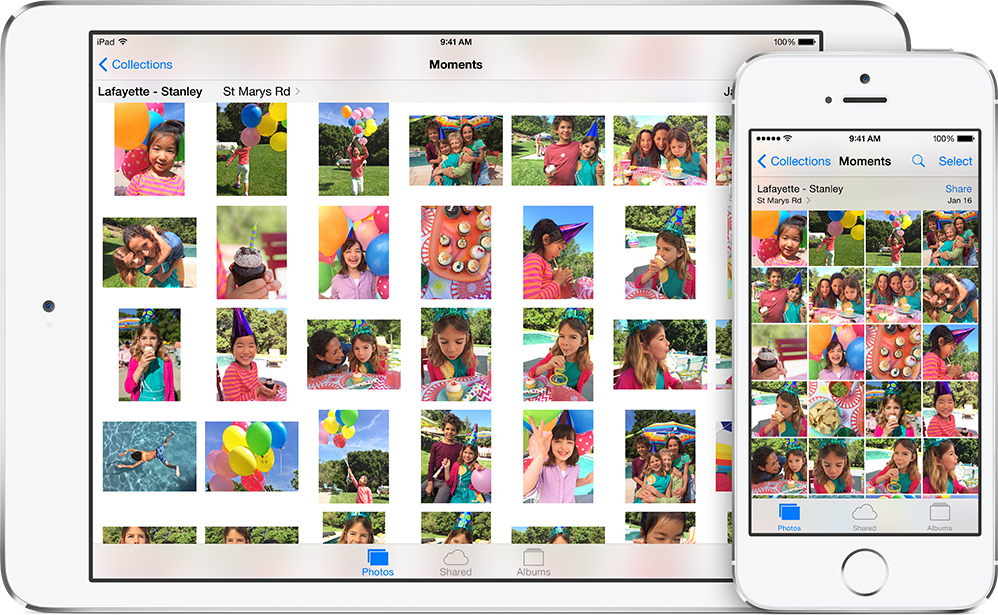 iPad 9:41 AM 100%
Collections Moments
Lafayette - Stanley St Marys Rd
Photos Shared Albums
9:41 AM 100%
Collections Moments Select
Lafayette - Stanley Share
St Marys Rd Jan 16
Photos Shared Albums